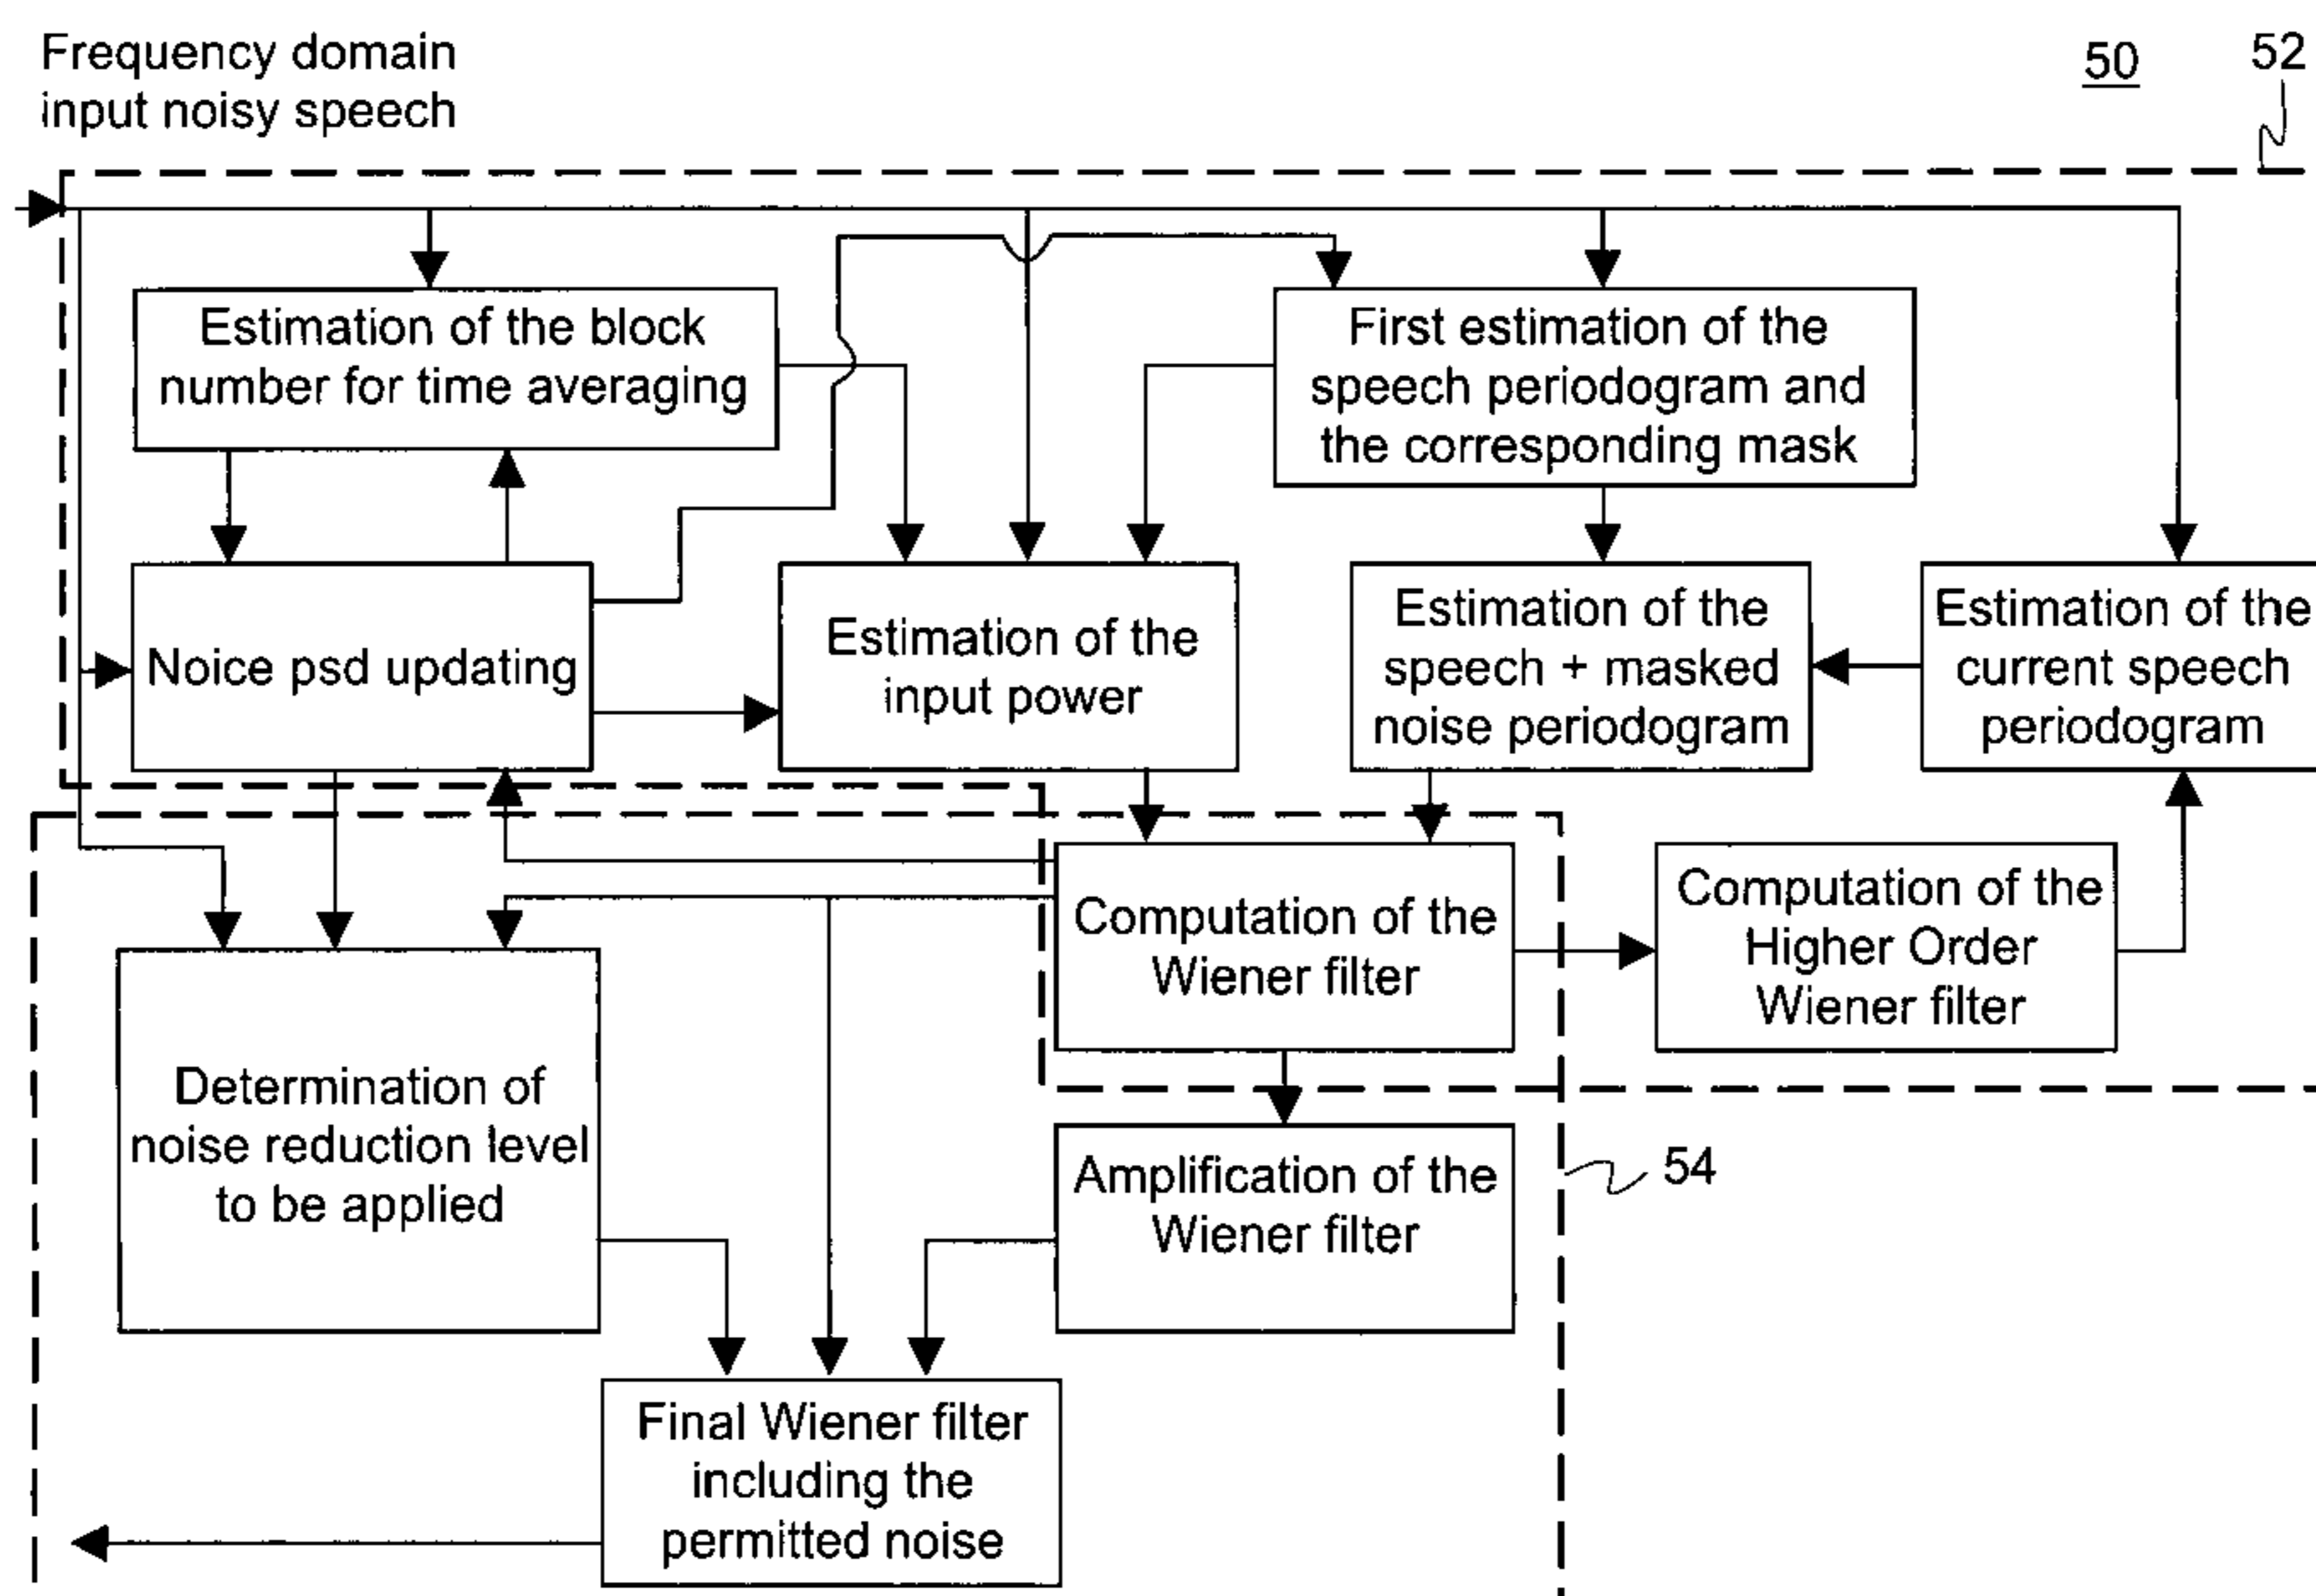 Frequency domain
input noisy speech
50
52
Estimation of the block
number for time averaging
First estimation of the
speech periodogram and
the corresponding mask
Noice psd updating
Estimation of the
input power
Estimation of the
speech + masked
noise periodogram
Estimation of the
current speech
periodogram
Computation of the
Wiener filter
Computation of the
Higher Order
Wiener filter
Determination of
noise reduction level
to be applied
Amplification of the
Wiener filter
54
Final Wiener filter
including the
permitted noise